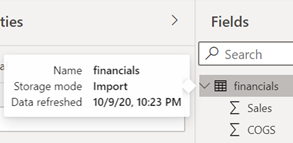 ties
Fields
Search
Name financials
Storage mode Import
Data refreshed 10/9/20, 10:23 PM
financials
Sales
COGS